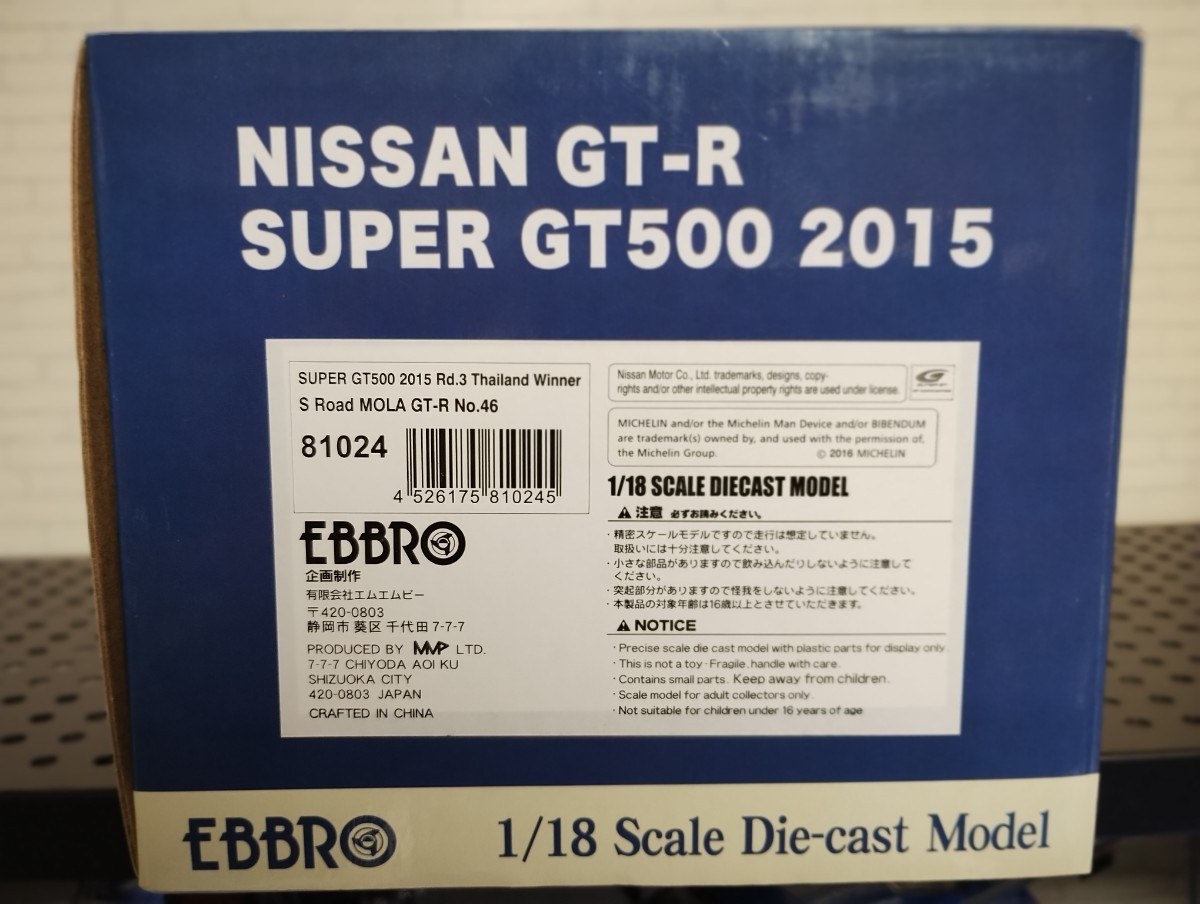 NISSAN GT-R
SUPER GT500 2015
SUPER GT500 2015 Rd.3 Thailand Winner
S Road MOLA GT-R No.46
81024
4 526175 810245
EBBRO
企画制作
有限会社エムエムピー
〒420-0803
静岡市 葵区 千代田 7-7-7
PRODUCED BY MMP LTD.
7-7-7 CHIYODA AOI KU
SHIZUOKA CITY
420-0803 JAPAN
CRAFTED IN CHINA
Nissan Motor Co., Ltd. trademarks, designs, copy-
rights and/or other intellectual property rights are used under license.
MICHELIN and/or the Michelin Man Device and/or BIBENDUM
are trademark(s) owned by, and used with the permission of,
the Michelin Group. © 2016 MICHELIN
1/18 SCALE DIECAST MODEL
注意 必ずお読みください。
・精密スケールモデルですので走行は想定していません。
取扱いには十分注意してください。
・小さな部品がありますので飲み込んだりしないように注意して
ください。
・突起部分がありますので怪我をしないように注意してください。
・本製品の対象年齢は16歳以上とさせていただきます。
NOTICE
・Precise scale die cast model with plastic parts for display only.
・This is not a toy・Fragile, handle with care.
・Contains small parts. Keep away from children.
・Scale model for adult collectors only.
・Not suitable for children under 16 years of age
EBBRO
1/18 Scale Die-cast Model